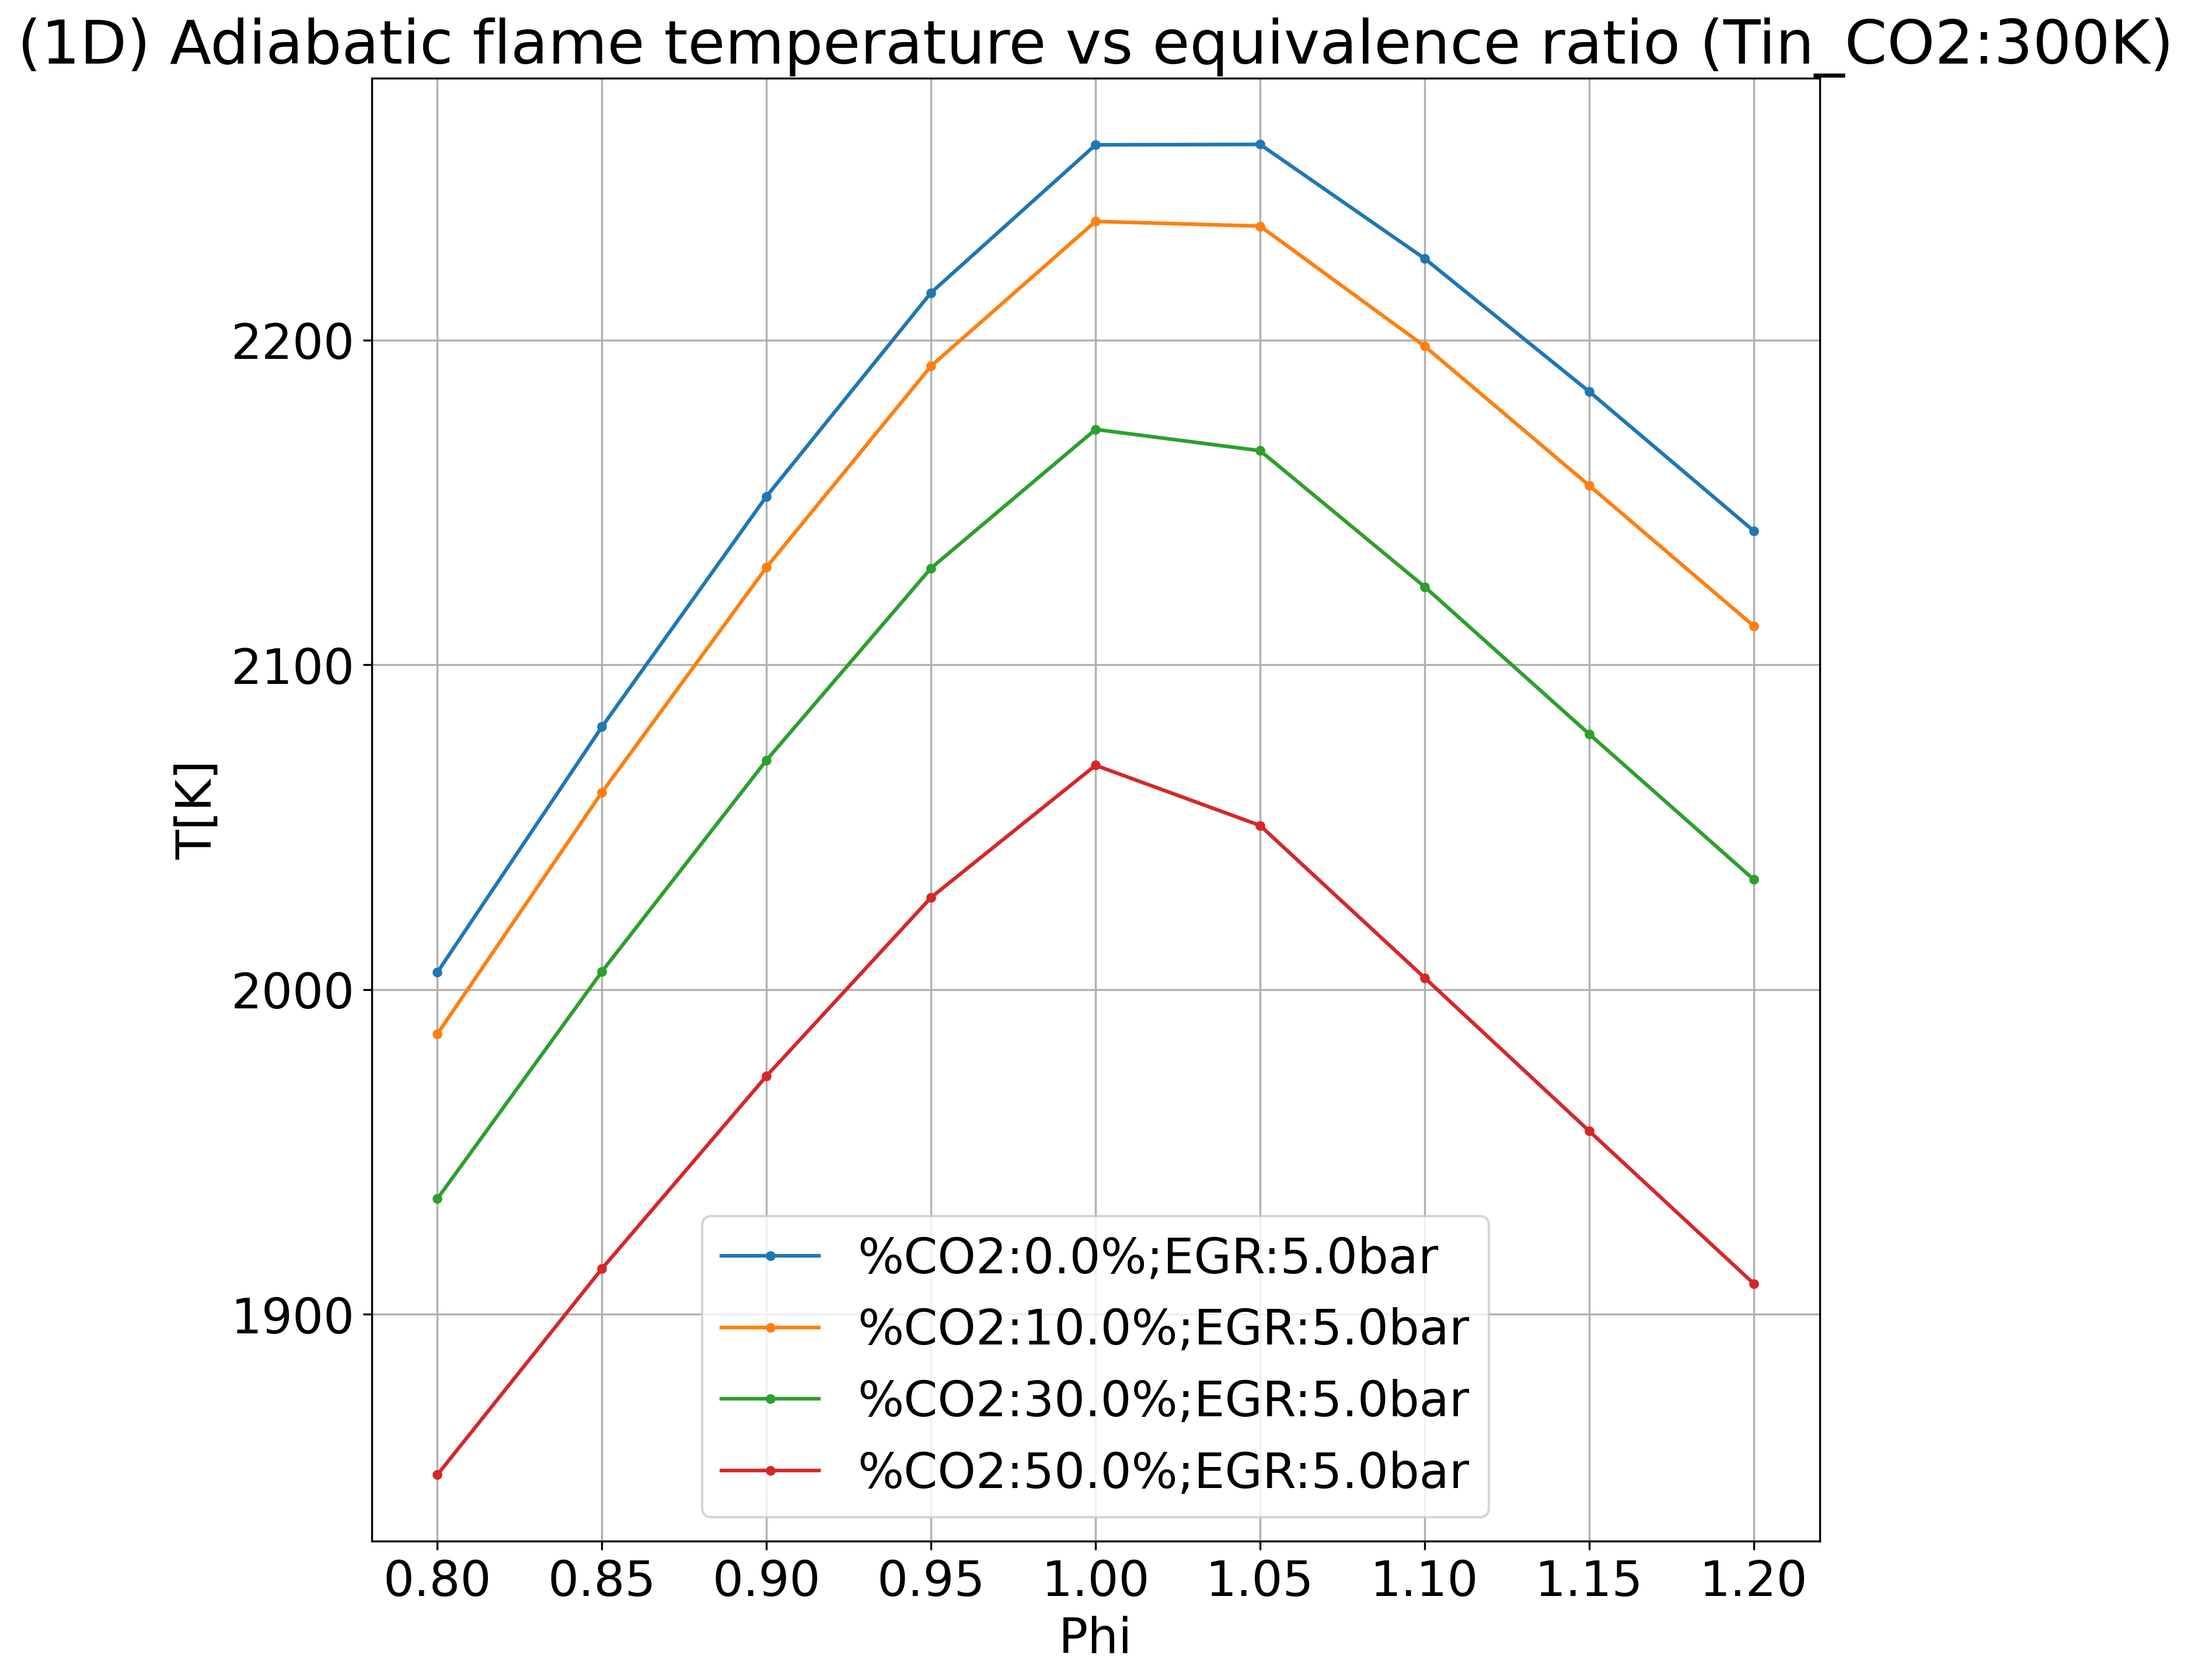 (1D) Adiabatic flame temperature vs equivalence ratio (Tin_CO2:300K)
T[K]
2200
2100
2000
1900
%CO2:0.0%;EGR:5.0bar
%CO2:10.0%;EGR:5.0bar
%CO2:30.0%;EGR:5.0bar
%CO2:50.0%;EGR:5.0bar
0.80 0.85 0.90 0.95 1.00 1.05 1.10 1.15 1.20
Phi